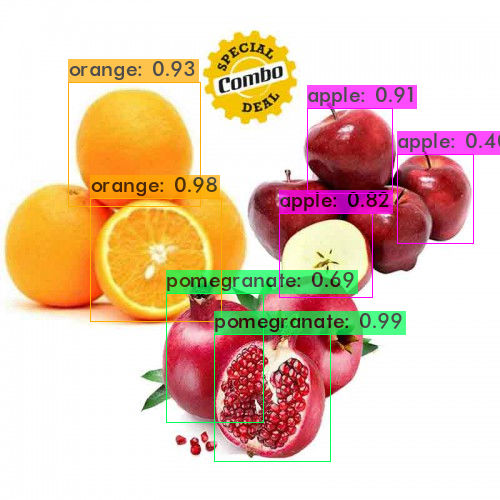 SPECIAL
Combo
DEAL
orange: 0.93
apple: 0.91
apple: 0.40
orange: 0.98
apple: 0.82
pomegranate: 0.69
pomegranate: 0.99